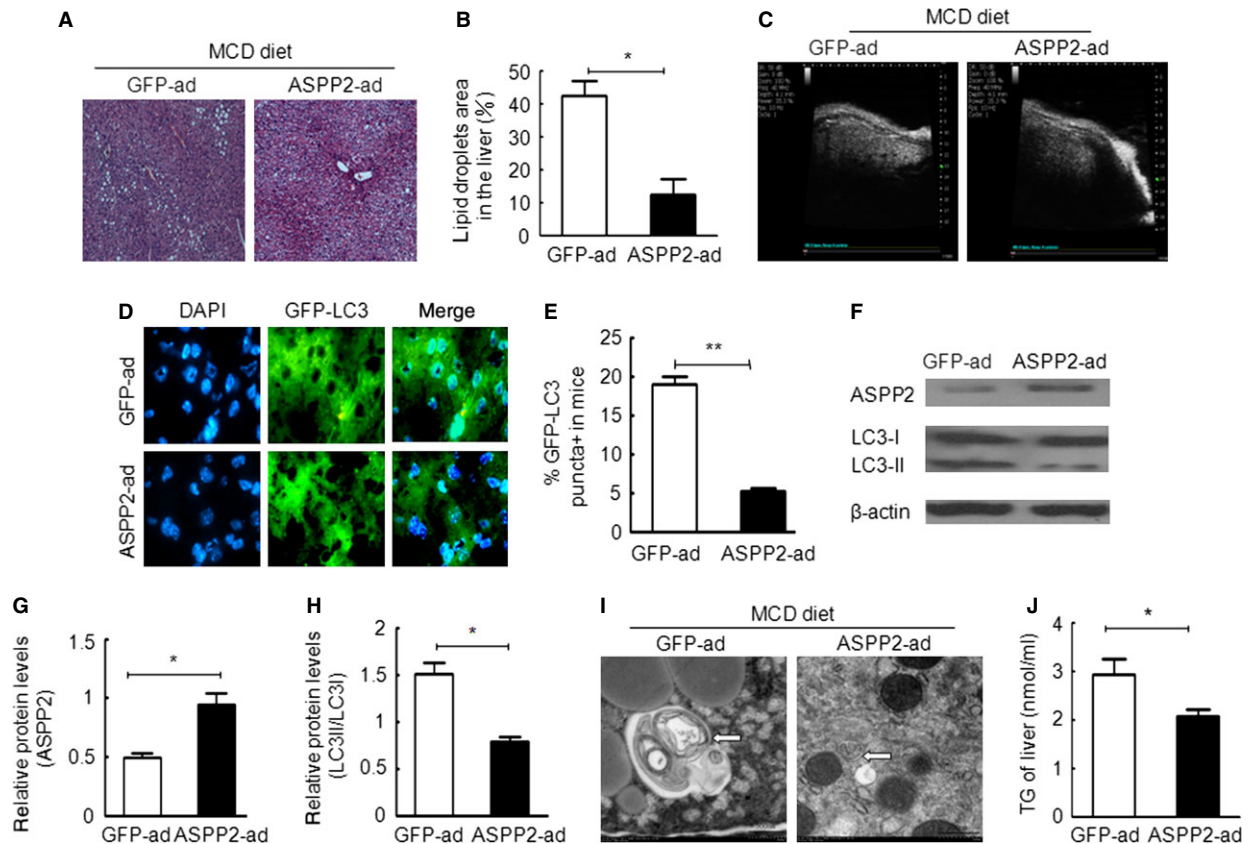 A
MCD diet
GFP-ad ASPP2-ad
B
*
Lipid droplets area
in the liver (%)
50
40
30
20
10
0
GFP-ad ASPP2-ad
C
MCD diet
GFP-ad ASPP2-ad
D
DAPI GFP-LC3 Merge
GFP-ad
ASPP2-ad
E
**
% GFP-LC3
puncta+ in mice
25
20
15
10
5
0
GFP-ad ASPP2-ad
F
GFP-ad ASPP2-ad
ASPP2
LC3-I
LC3-II
β-actin
G
*
Relative protein levels
(ASPP2)
1.5
1
0.5
0
GFP-ad ASPP2-ad
H
*
Relative protein levels
(LC3II/LC3I)
2
1.5
1
0.5
0
GFP-ad ASPP2-ad
I
MCD diet
GFP-ad ASPP2-ad
J
*
TG of liver (nmol/ml)
4
3
2
1
0
GFP-ad ASPP2-ad